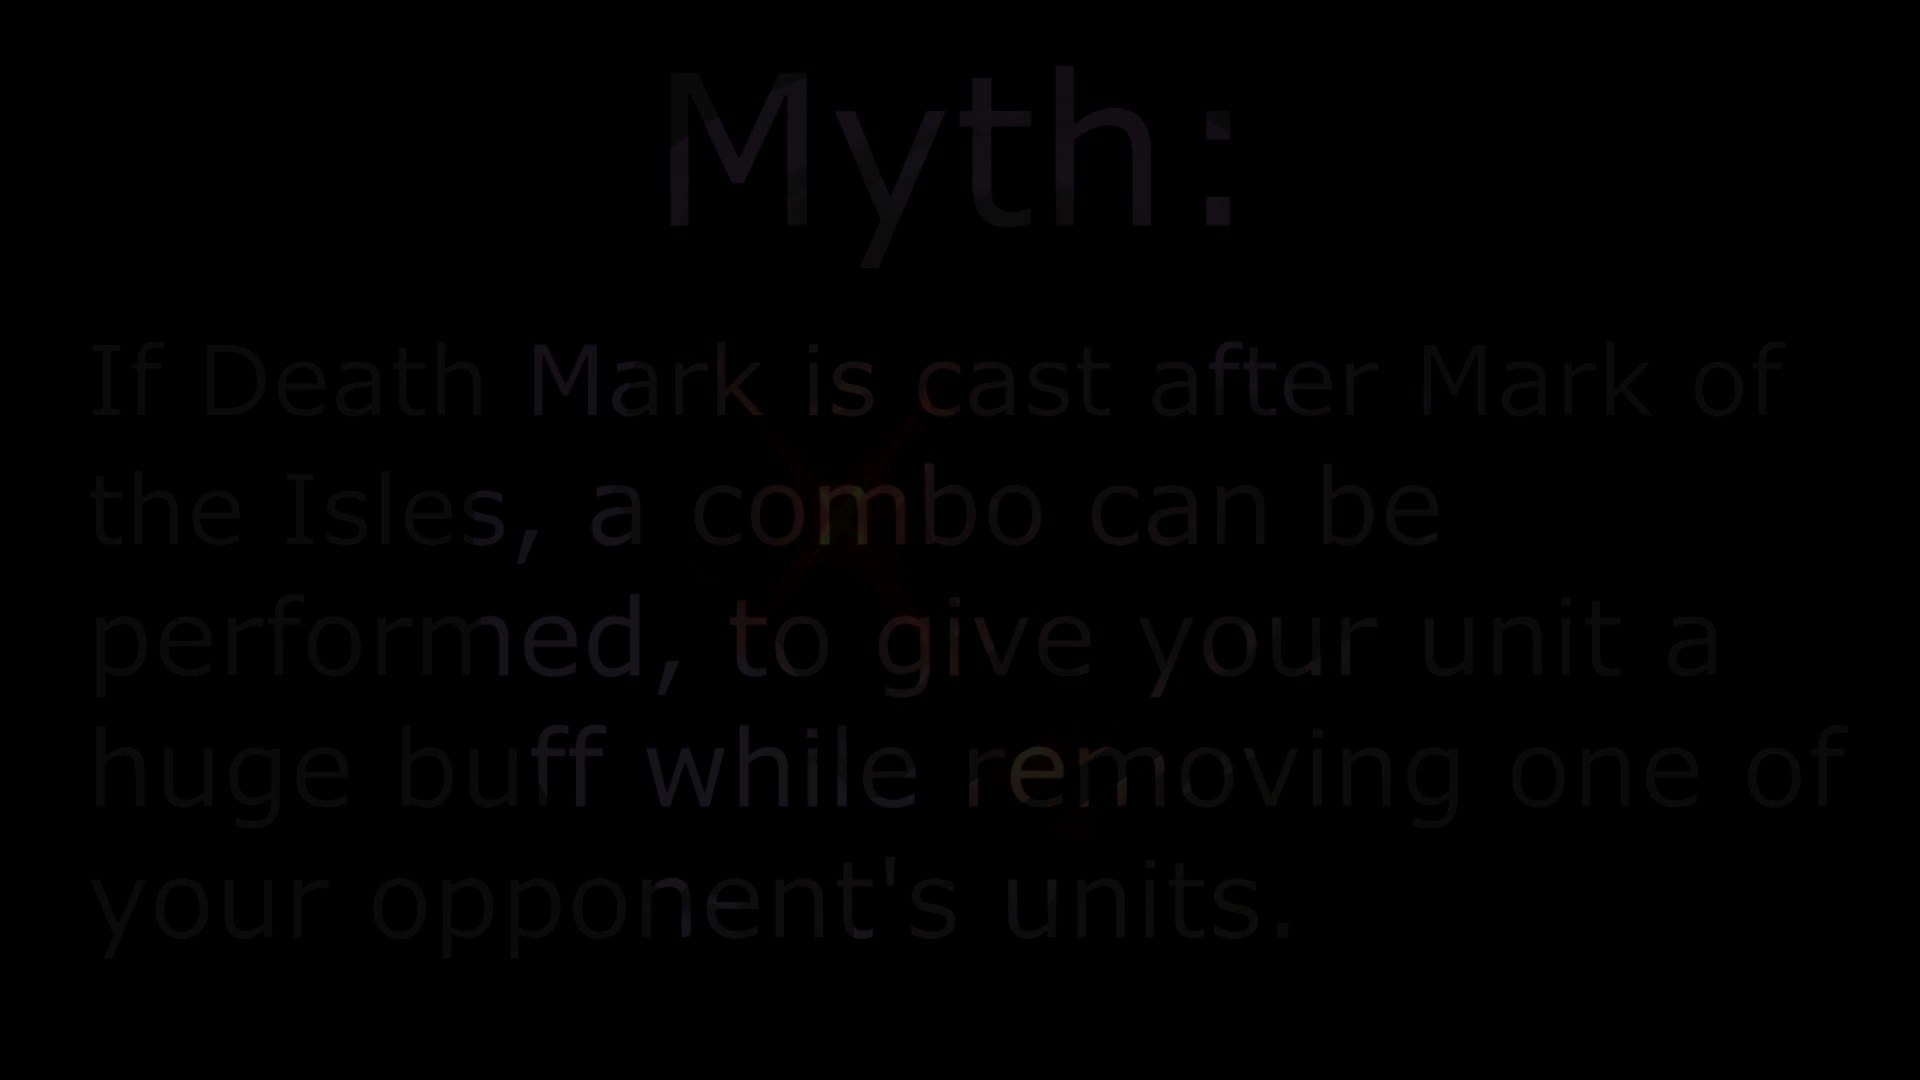 Myth:
If Death Mark is cast after Mark of
the Isles, a combo can be
performed, to give your unit a
huge buff while removing one of
your opponent's units.